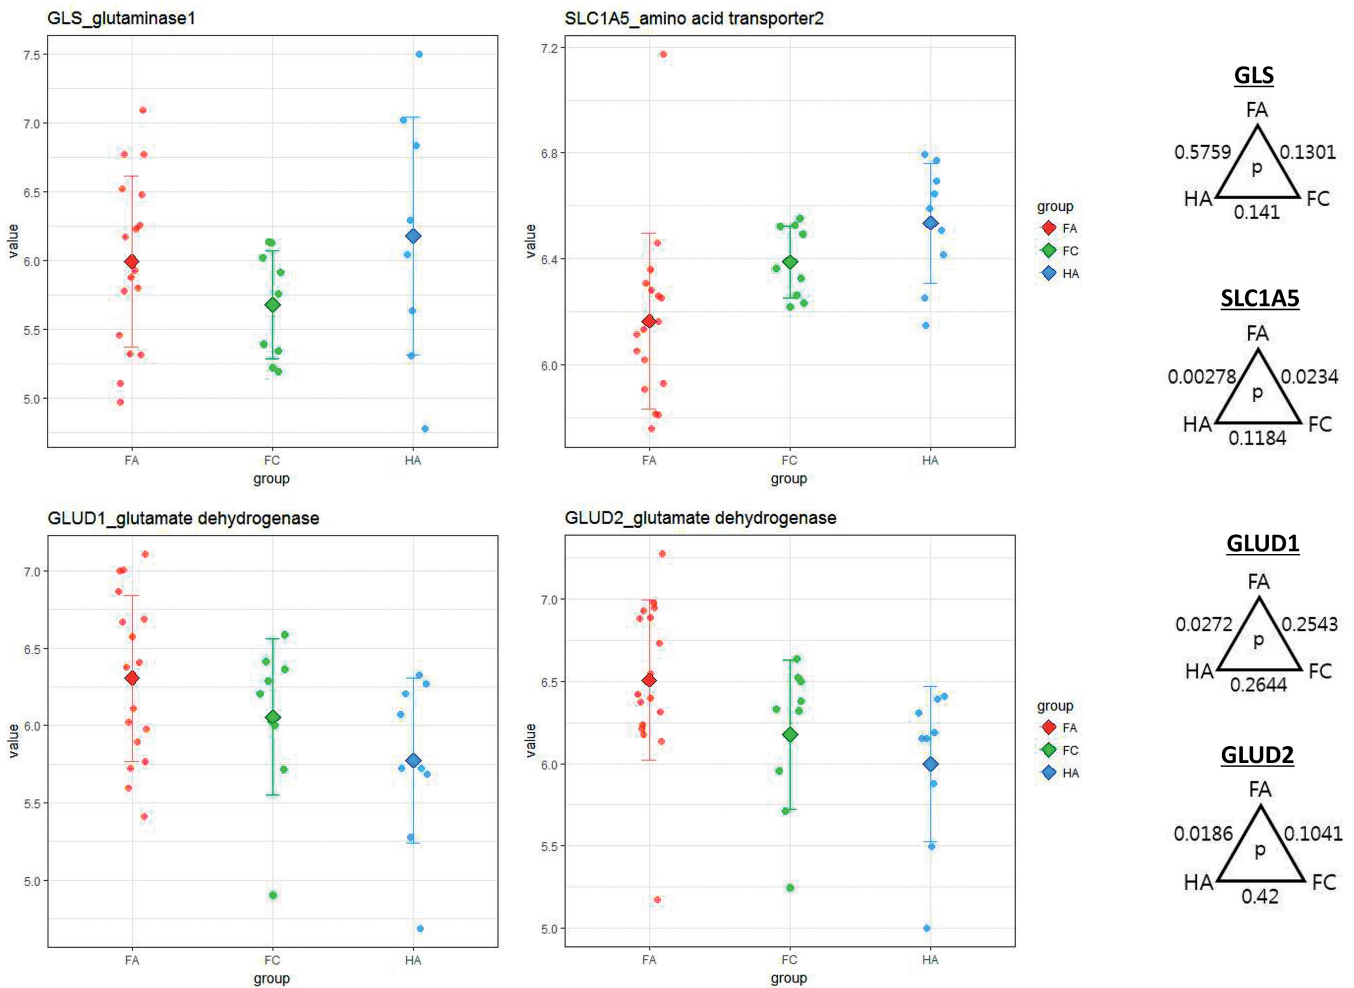 GLS_glutaminase1
7.5
7.0
6.5
6.0
5.5
5.0
value
FA
FC
HA
group
SLC1A5_amino acid transporter2
7.2
6.8
6.4
6.0
value
FA
FC
HA
group
group
FA
FC
HA
GLS
FA
0.5759
0.1301
p
HA
FC
0.141
SLC1A5
FA
0.00278
0.0234
p
HA
FC
0.1184
GLUD1_glutamate dehydrogenase
7.0
6.5
6.0
5.5
5.0
value
FA
FC
HA
group
GLUD2_glutamate dehydrogenase
7.0
6.5
6.0
5.5
5.0
value
FA
FC
HA
group
group
FA
FC
HA
GLUD1
FA
0.0272
0.2543
p
HA
FC
0.2644
GLUD2
FA
0.0186
0.1041
p
HA
FC
0.42